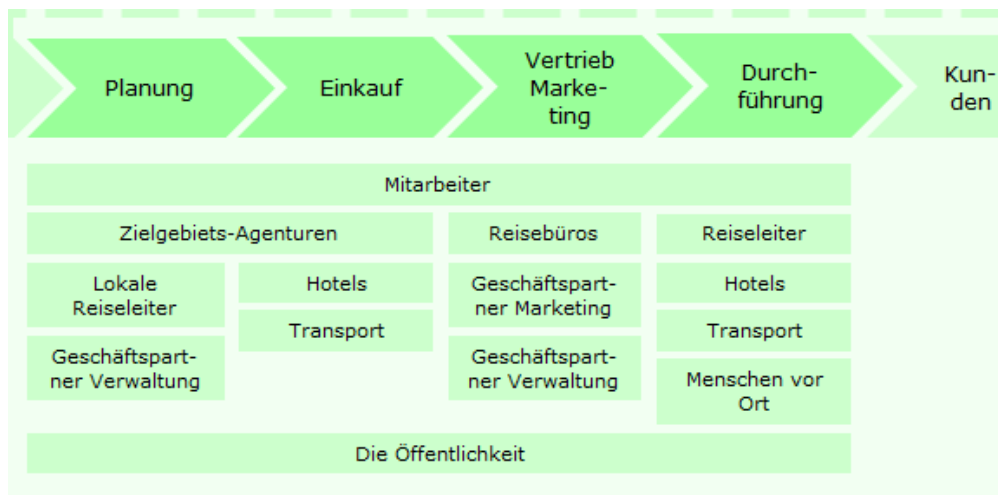 Planung
Einkauf
Vertrieb
Marke-
ting
Durch-
führung
Kun-
den
Mitarbeiter
Zielgebiets-Agenturen
Reisebüros
Reiseleiter
Lokale
Reiseleiter
Hotels
Geschäftspart-
ner Marketing
Hotels
Transport
Transport
Geschäftspart-
ner Verwaltung
Geschäftspart-
ner Verwaltung
Menschen vor
Ort
Die Öffentlichkeit